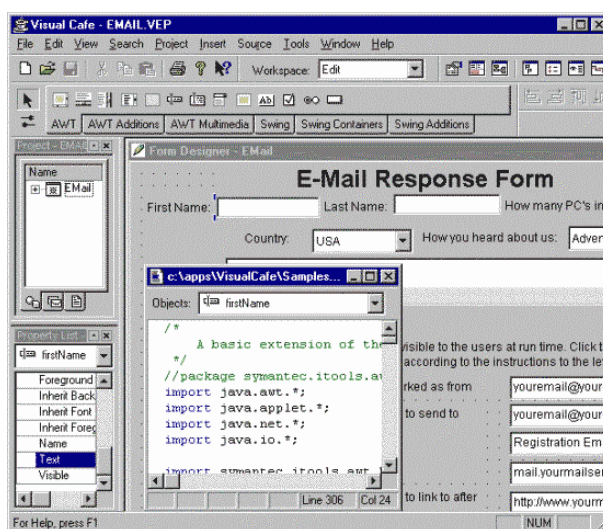 Visual Cafe - EMAIL.VEP
File Edit View Search Project Insert Source Tools Window Help
Workspace: Edit
AWT AWT Additions AWT Multimedia Swing Swing Containers Swing Additions
Project - EMAIL
Name
EMail
Form Designer - EMail
E-Mail Response Form
First Name: Last Name: How many PC's in
Country: USA How you heard about us: Adver
c:\apps\VisualCafe\Samples...
Objects: firstName
/*
A basic extension of the
*/
//package symantec.itools.aw
import java.awt.*;
import java.applet.*;
import java.net.*;
import java.io.*;
import symantec.itools.awt
Line 306 Col 24
Property List -
firstName
Foreground
Inherit Back
Inherit Font
Inherit Foreg
Name
Text
Visible
visible to the users at run time. Click t
according to the instructions to the le
rked as from youremail@your
to send to youremail@your
Registration Em
mail.yourmailser
to link to after http://www.yourm
For Help, press F1
NUM